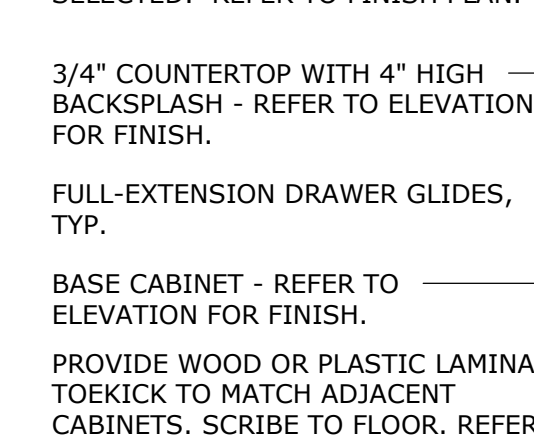 SELECTED. REFER TO FINISH PLAN.
3/4" COUNTERTOP WITH 4" HIGH
BACKSPLASH - REFER TO ELEVATION
FOR FINISH.
FULL-EXTENSION DRAWER GLIDES,
TYP.
BASE CABINET - REFER TO
ELEVATION FOR FINISH.
PROVIDE WOOD OR PLASTIC LAMINA
TOEKICK TO MATCH ADJACENT
CABINETS. SCRIBE TO FLOOR. REFER